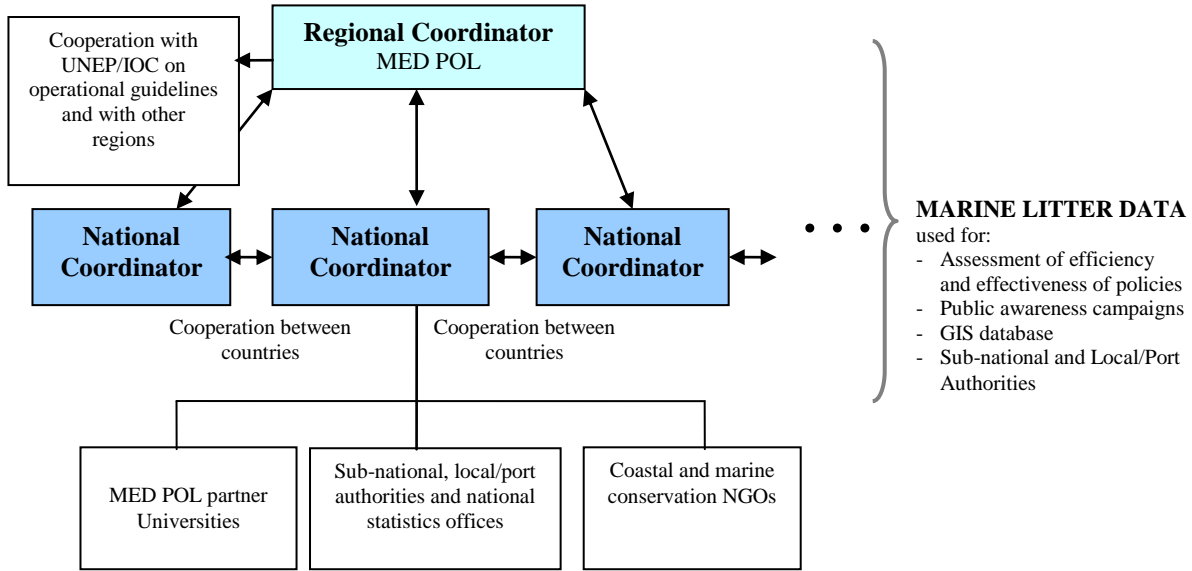 Cooperation with
UNEP/IOC on
operational guidelines
and with other
regions
Regional Coordinator
MED POL
National
Coordinator
National
Coordinator
National
Coordinator
• • •
Cooperation between
countries
Cooperation between
countries
MED POL partner
Universities
Sub-national, local/port
authorities and national
statistics offices
Coastal and marine
conservation NGOs
MARINE LITTER DATA
used for:
- Assessment of efficiency
and effectiveness of policies
- Public awareness campaigns
- GIS database
- Sub-national and Local/Port
Authorities